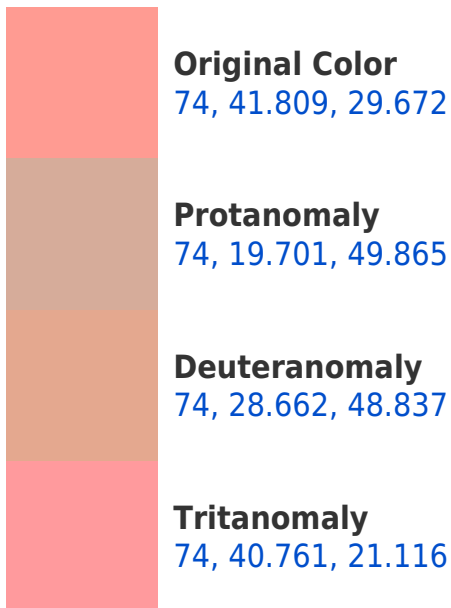 Original Color
74, 41.809, 29.672
Protanomaly
74, 19.701, 49.865
Deuteranomaly
74, 28.662, 48.837
Tritanomaly
74, 40.761, 21.116